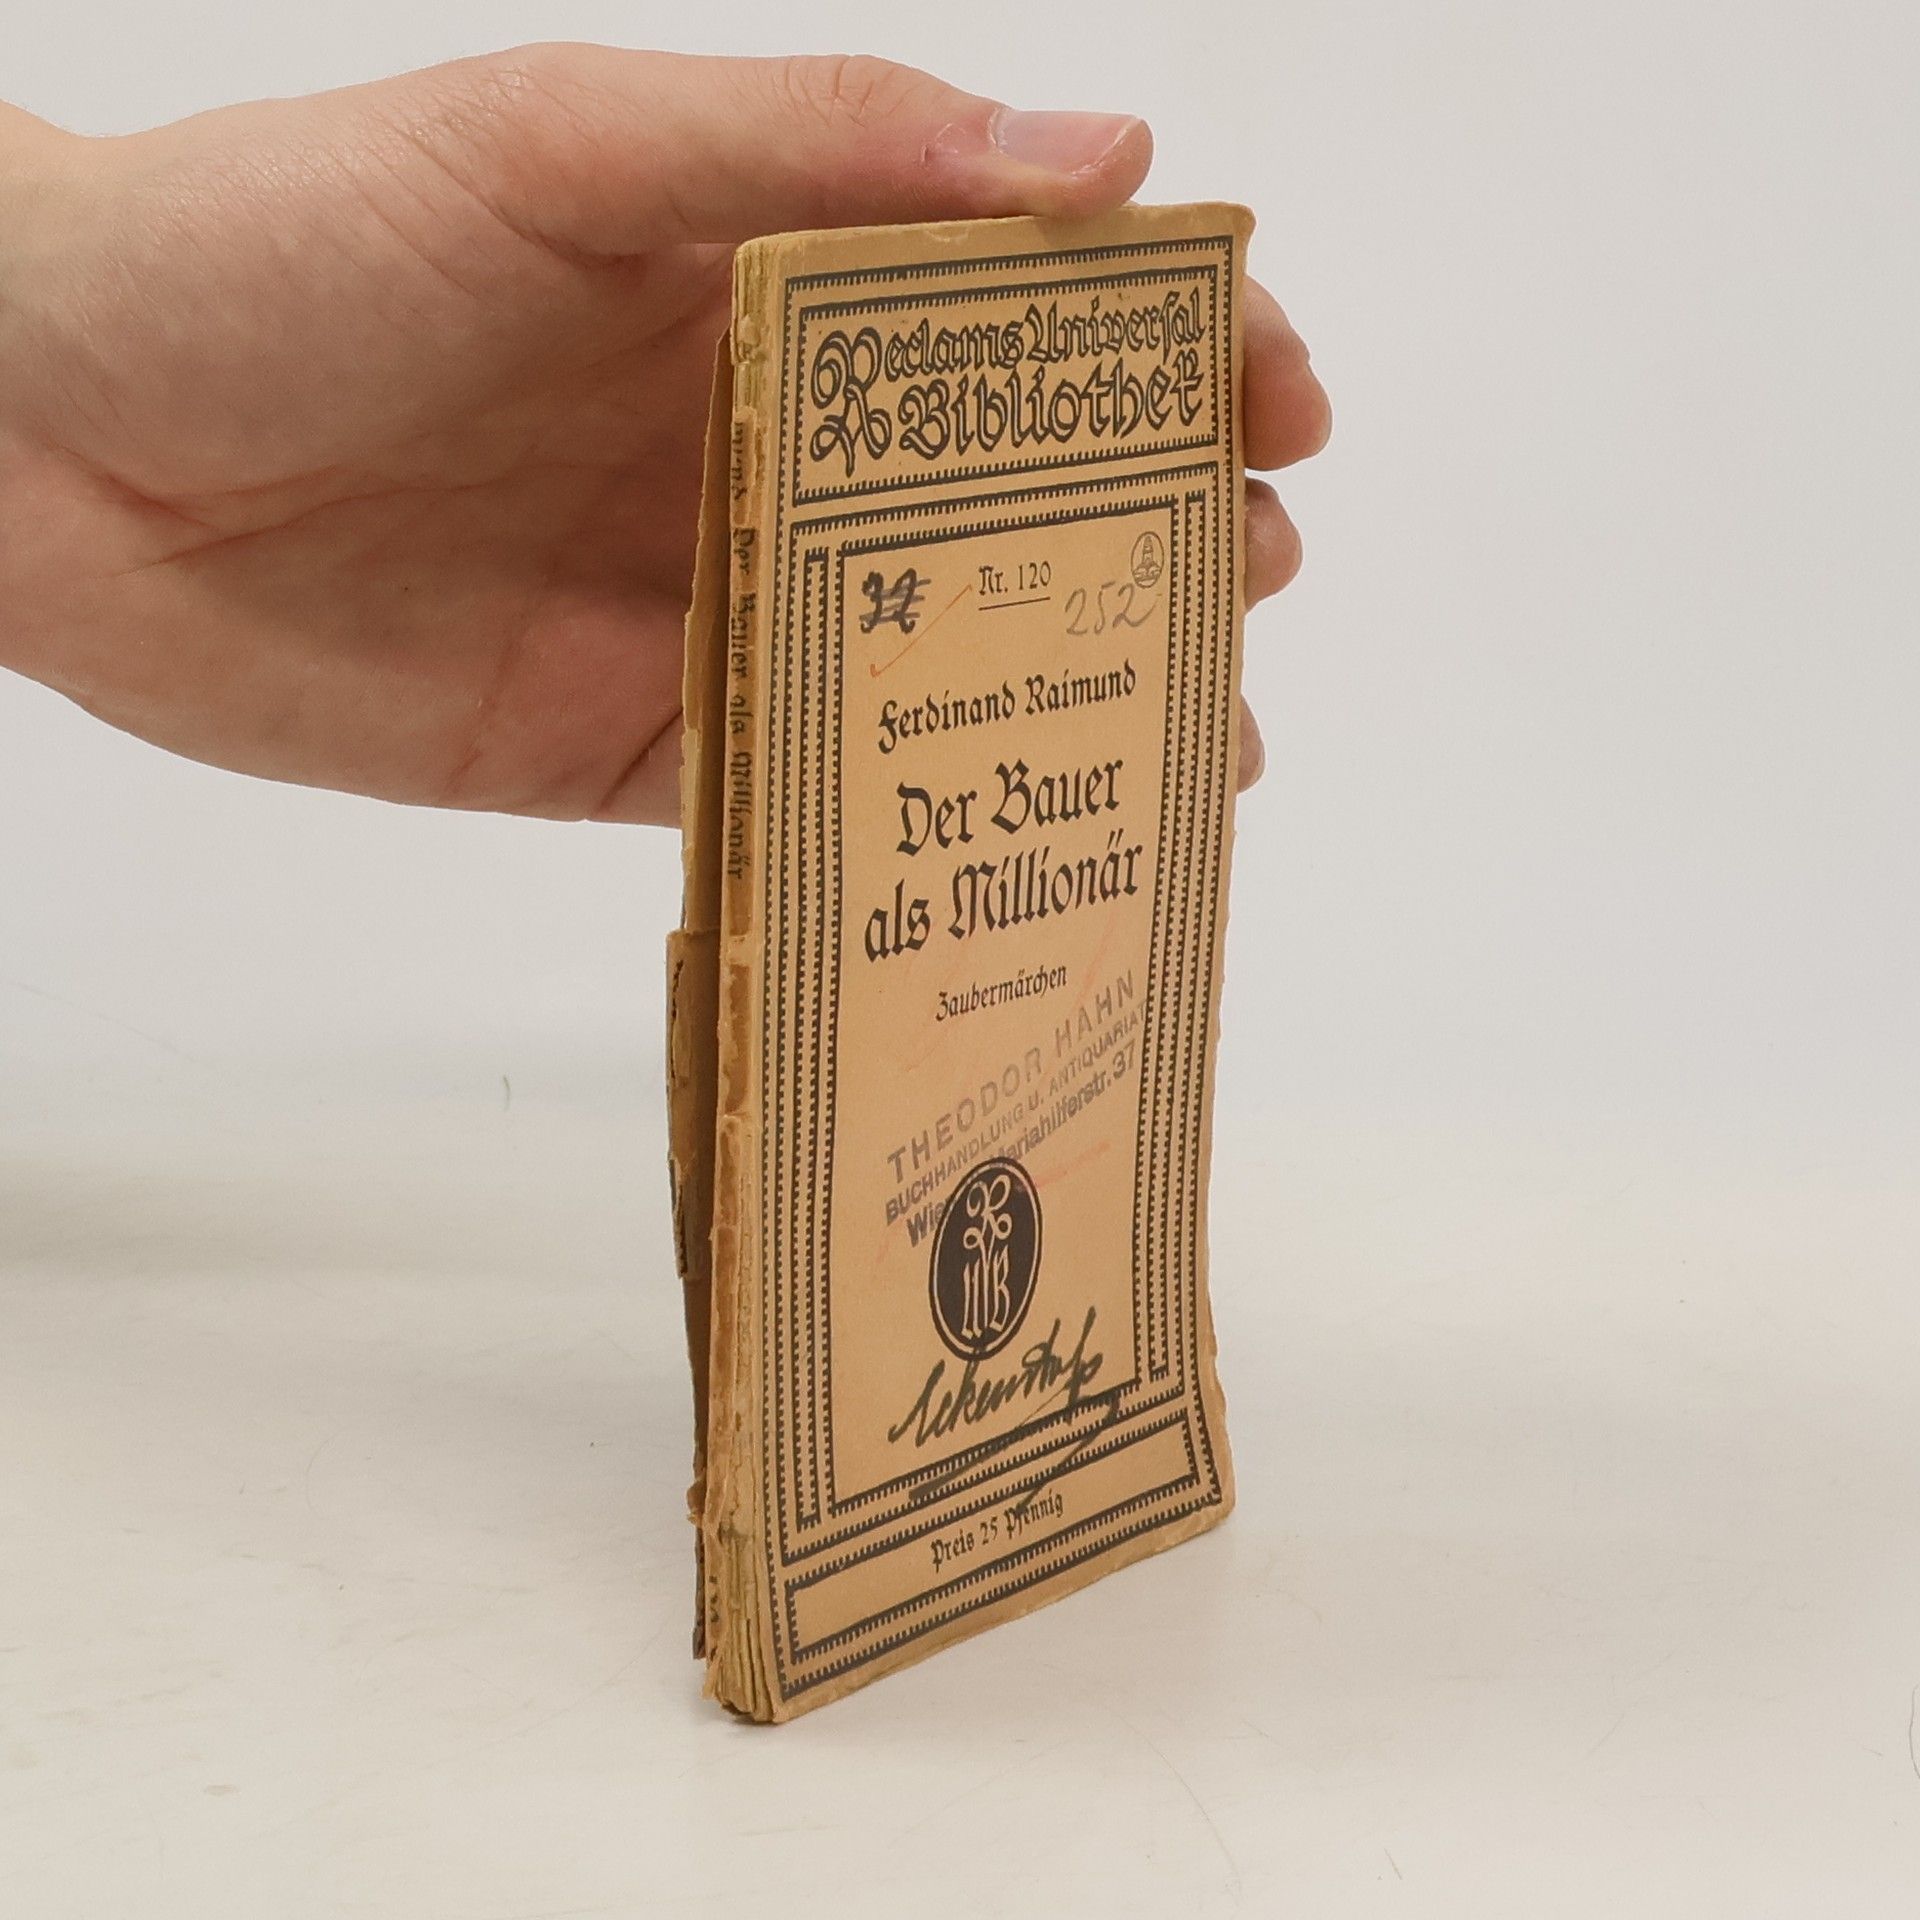 Reclams Universal
Bibliothek
Nr. 120
252
Ferdinand Raimund
Der Bauer
als Millionär
Zaubermärchen
THEODOR HAHN
BUCHHANDLUNG U. ANTIQUARIAT
Mariahilferstr. 37
RUB
Preis 25 Pfennig
Der Bauer als Millionär